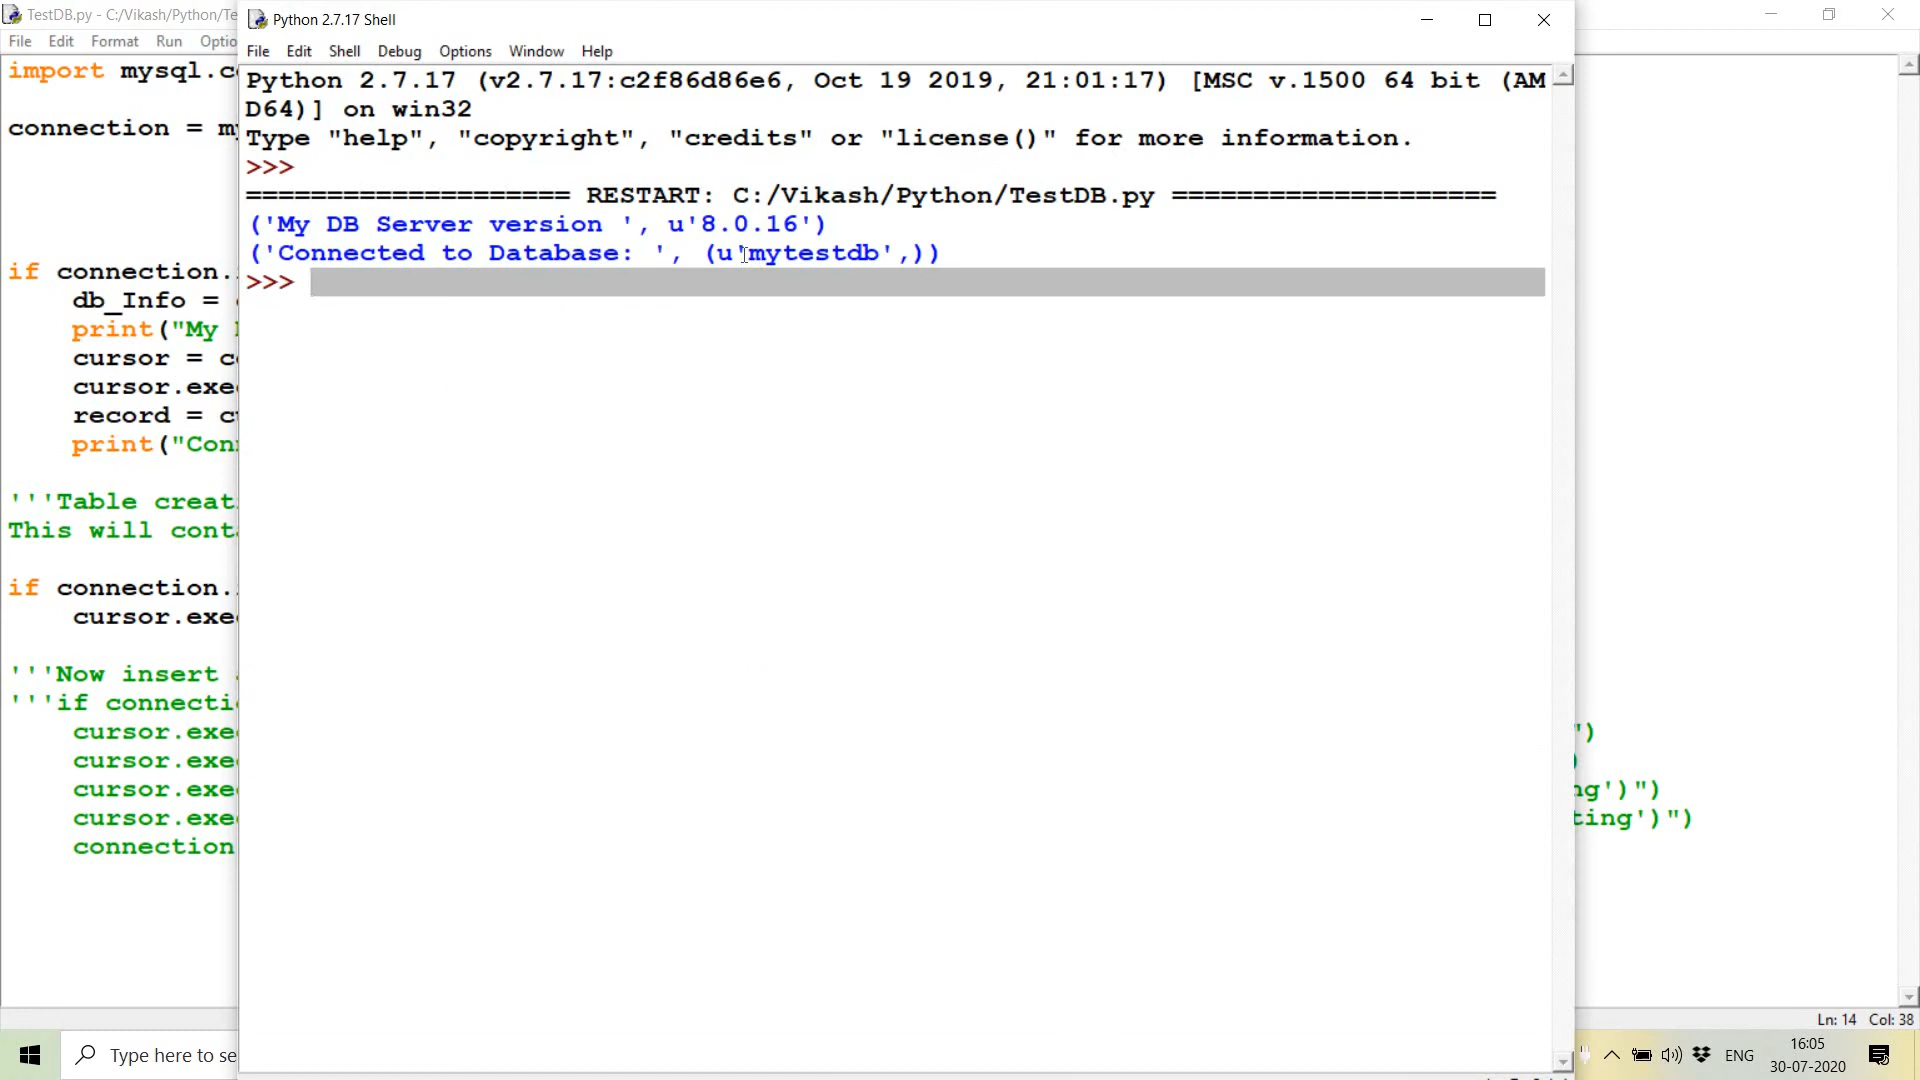 TestDB.py - C:/Vikash/Python/Te
File Edit Format Run Optio
import mysql.c
connection = m
if connection.
db_Info =
print("My
cursor = c
cursor.exe
record = c
print("Con
'''Table creat
This will cont
if connection.
cursor.exe
'''Now insert
'''if connectio
cursor.exe
cursor.exe
cursor.exe
cursor.exe
connection
Python 2.7.17 Shell
File Edit Shell Debug Options Window Help
Python 2.7.17 (v2.7.17:c2f86d86e6, Oct 19 2019, 21:01:17) [MSC v.1500 64 bit (AM
D64)] on win32
Type "help", "copyright", "credits" or "license()" for more information.
>>>
==================== RESTART: C:/Vikash/Python/TestDB.py ====================
('My DB Server version ', u'8.0.16')
('Connected to Database: ', (u'mytestdb',))
>>>
")
)
ng')")
ting')")
Ln: 14 Col: 38
Type here to se
ENG
16:05
30-07-2020